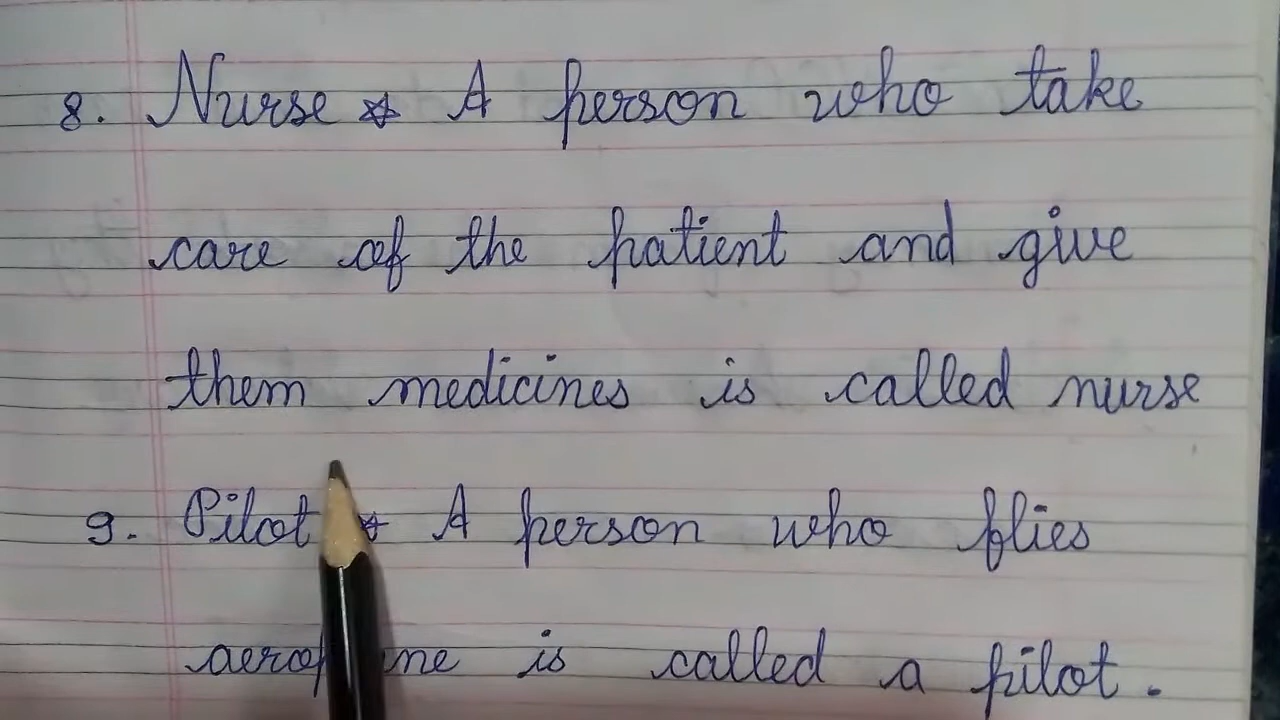 8. Nurse ☆ A person who take
care of the patient and give
them medicines is called nurse
9. Pilot ☆ A person who flies
is called a pilot.